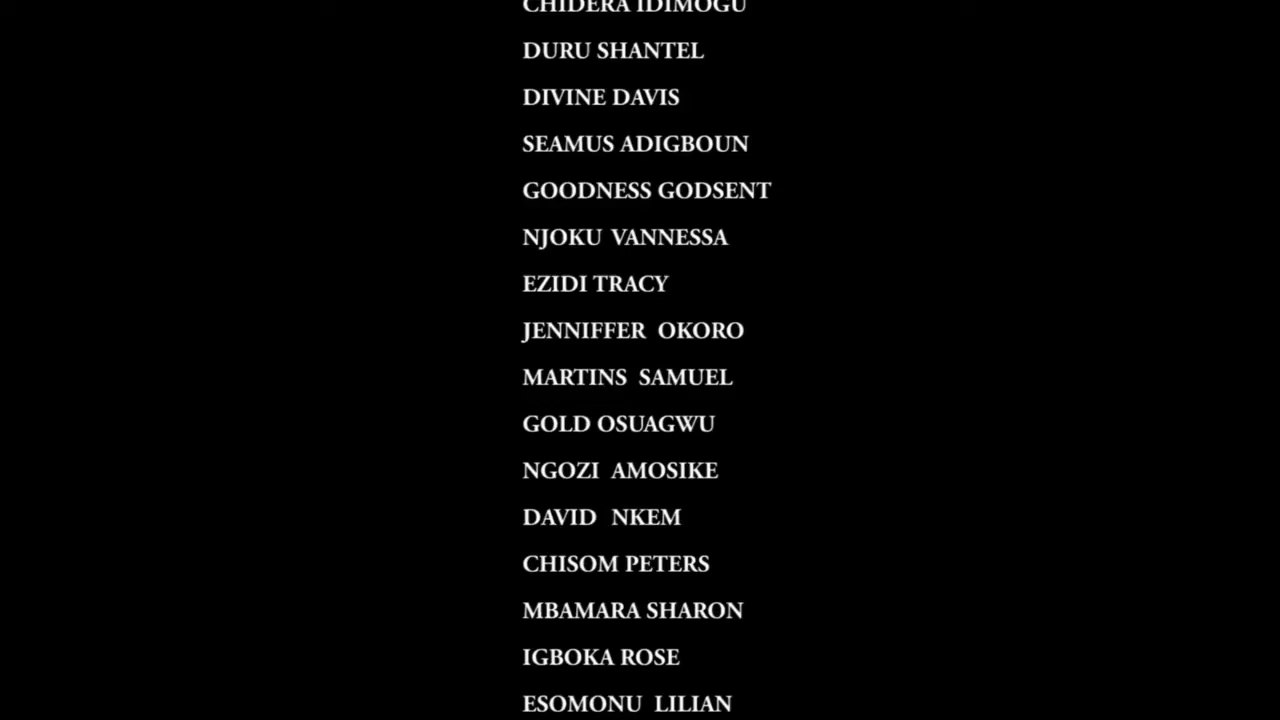 CHIDERA IDIMOGU
DURU SHANTEL
DIVINE DAVIS
SEAMUS ADIGBOUN
GOODNESS GODSENT
NJOKU VANNESSA
EZIDI TRACY
JENNIFFER OKORO
MARTINS SAMUEL
GOLD OSUAGWU
NGOZI AMOSIKE
DAVID NKEM
CHISOM PETERS
MBAMARA SHARON
IGBOKA ROSE
ESOMONU LILIAN